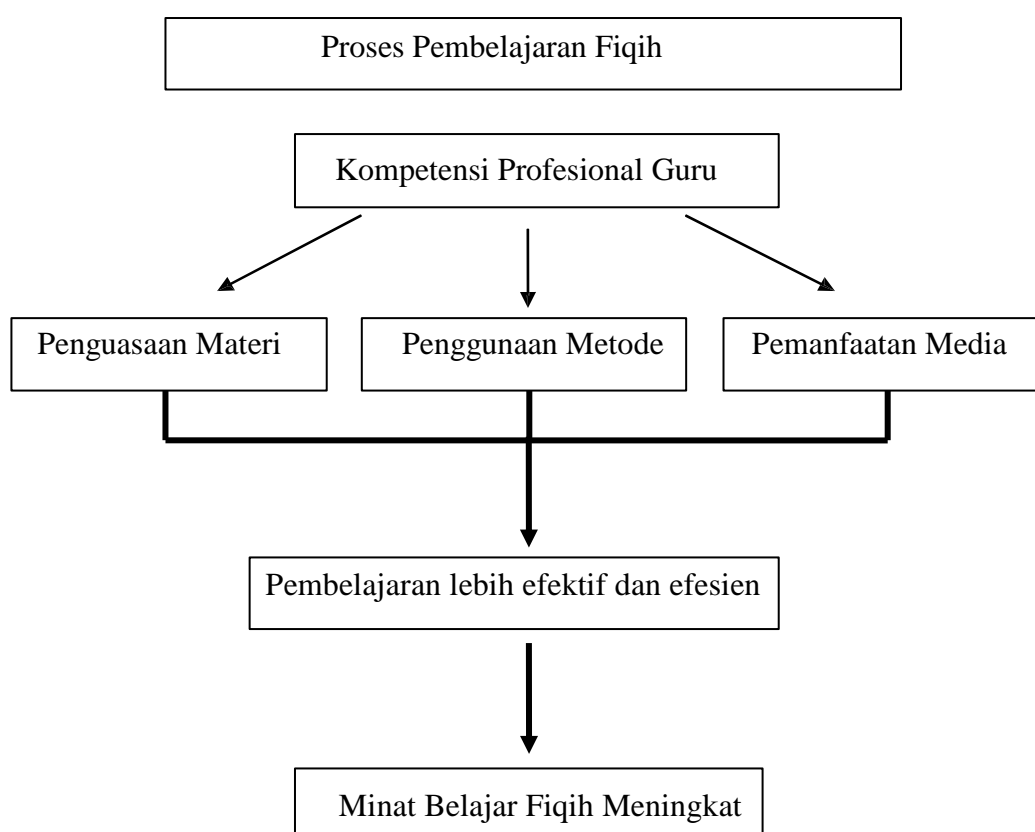 Proses Pembelajaran Fiqih
Kompetensi Profesional Guru
Penguasaan Materi
Penggunaan Metode
Pemanfaatan Media
Pembelajaran lebih efektif dan efesien
Minat Belajar Fiqih Meningkat